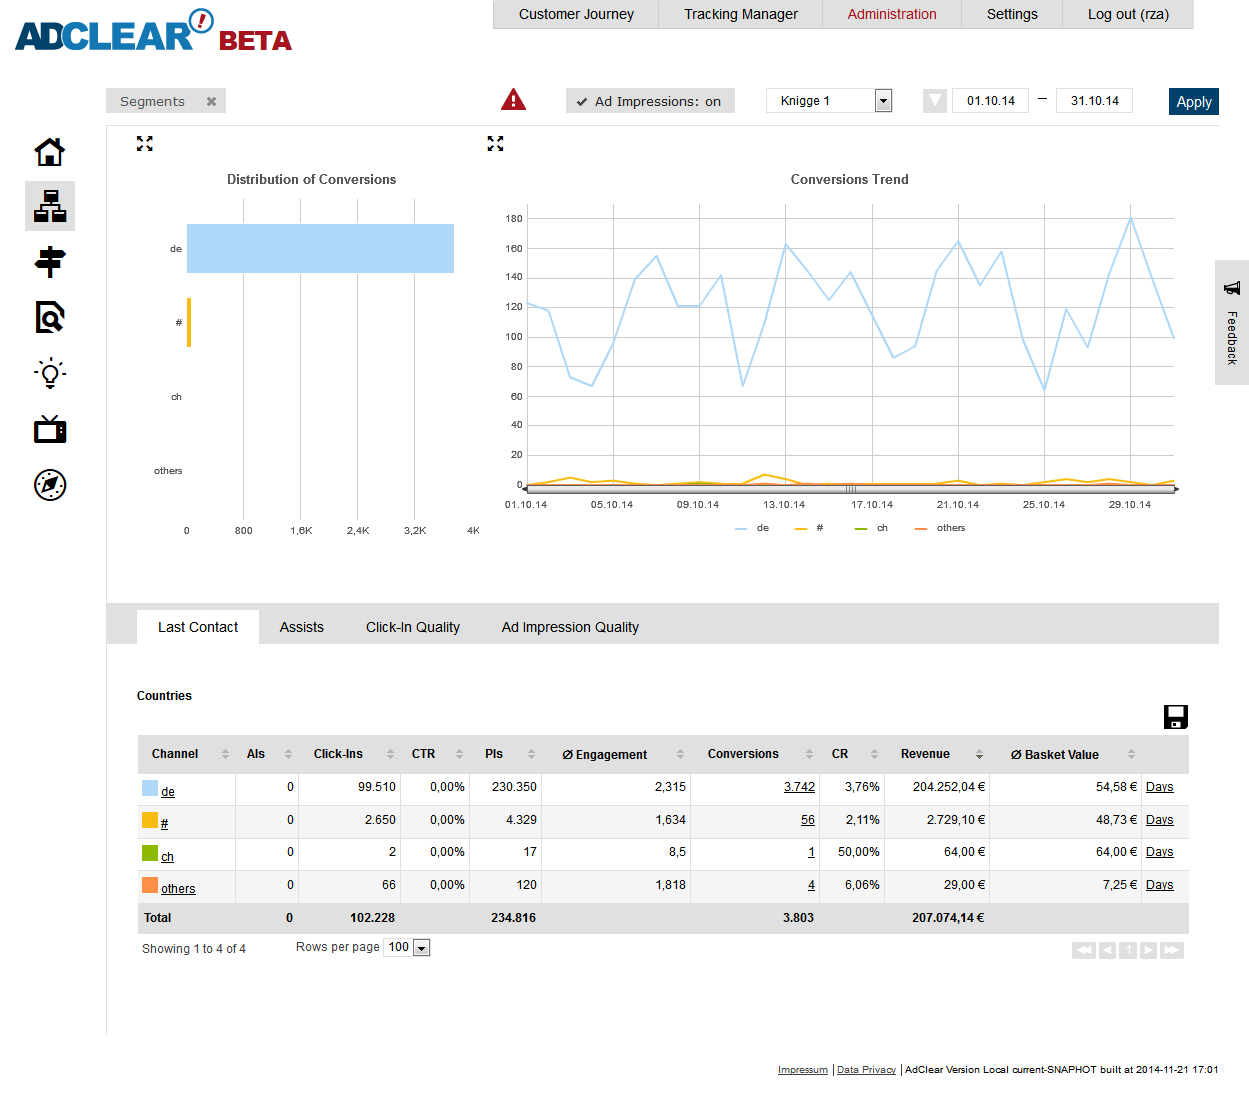 Customer Journey Tracking Manager Administration Settings Log out (rza)
ADCLEAR! BETA
Segments ✖ ✔ Ad Impressions: on Knigge 1 01.10.14 – 31.10.14 Apply
Distribution of Conversions
de
#
ch
others
0 800 1,6K 2,4K 3,2K 4K
Conversions Trend
180
160
140
120
100
80
60
40
20
0
01.10.14 05.10.14 09.10.14 13.10.14 17.10.14 21.10.14 25.10.14 29.10.14
de # ch others
Feedback
Last Contact Assists Click-In Quality Ad Impression Quality
Countries
Channel AIs Click-Ins CTR PIs Ø Engagement Conversions CR Revenue Ø Basket Value
de 0 99.510 0,00% 230.350 2,315 3.742 3,76% 204.252,04 € 54,58 € Days
# 0 2.650 0,00% 4.329 1,634 56 2,11% 2.729,10 € 48,73 € Days
ch 0 2 0,00% 17 8,5 1 50,00% 64,00 € 64,00 € Days
others 0 66 0,00% 120 1,818 4 6,06% 29,00 € 7,25 € Days
Total 0 102.228 234.816 3.803 207.074,14 €
Showing 1 to 4 of 4 Rows per page 100 1
Impressum | Data Privacy | AdClear Version Local current-SNAPHOT built at 2014-11-21 17:01